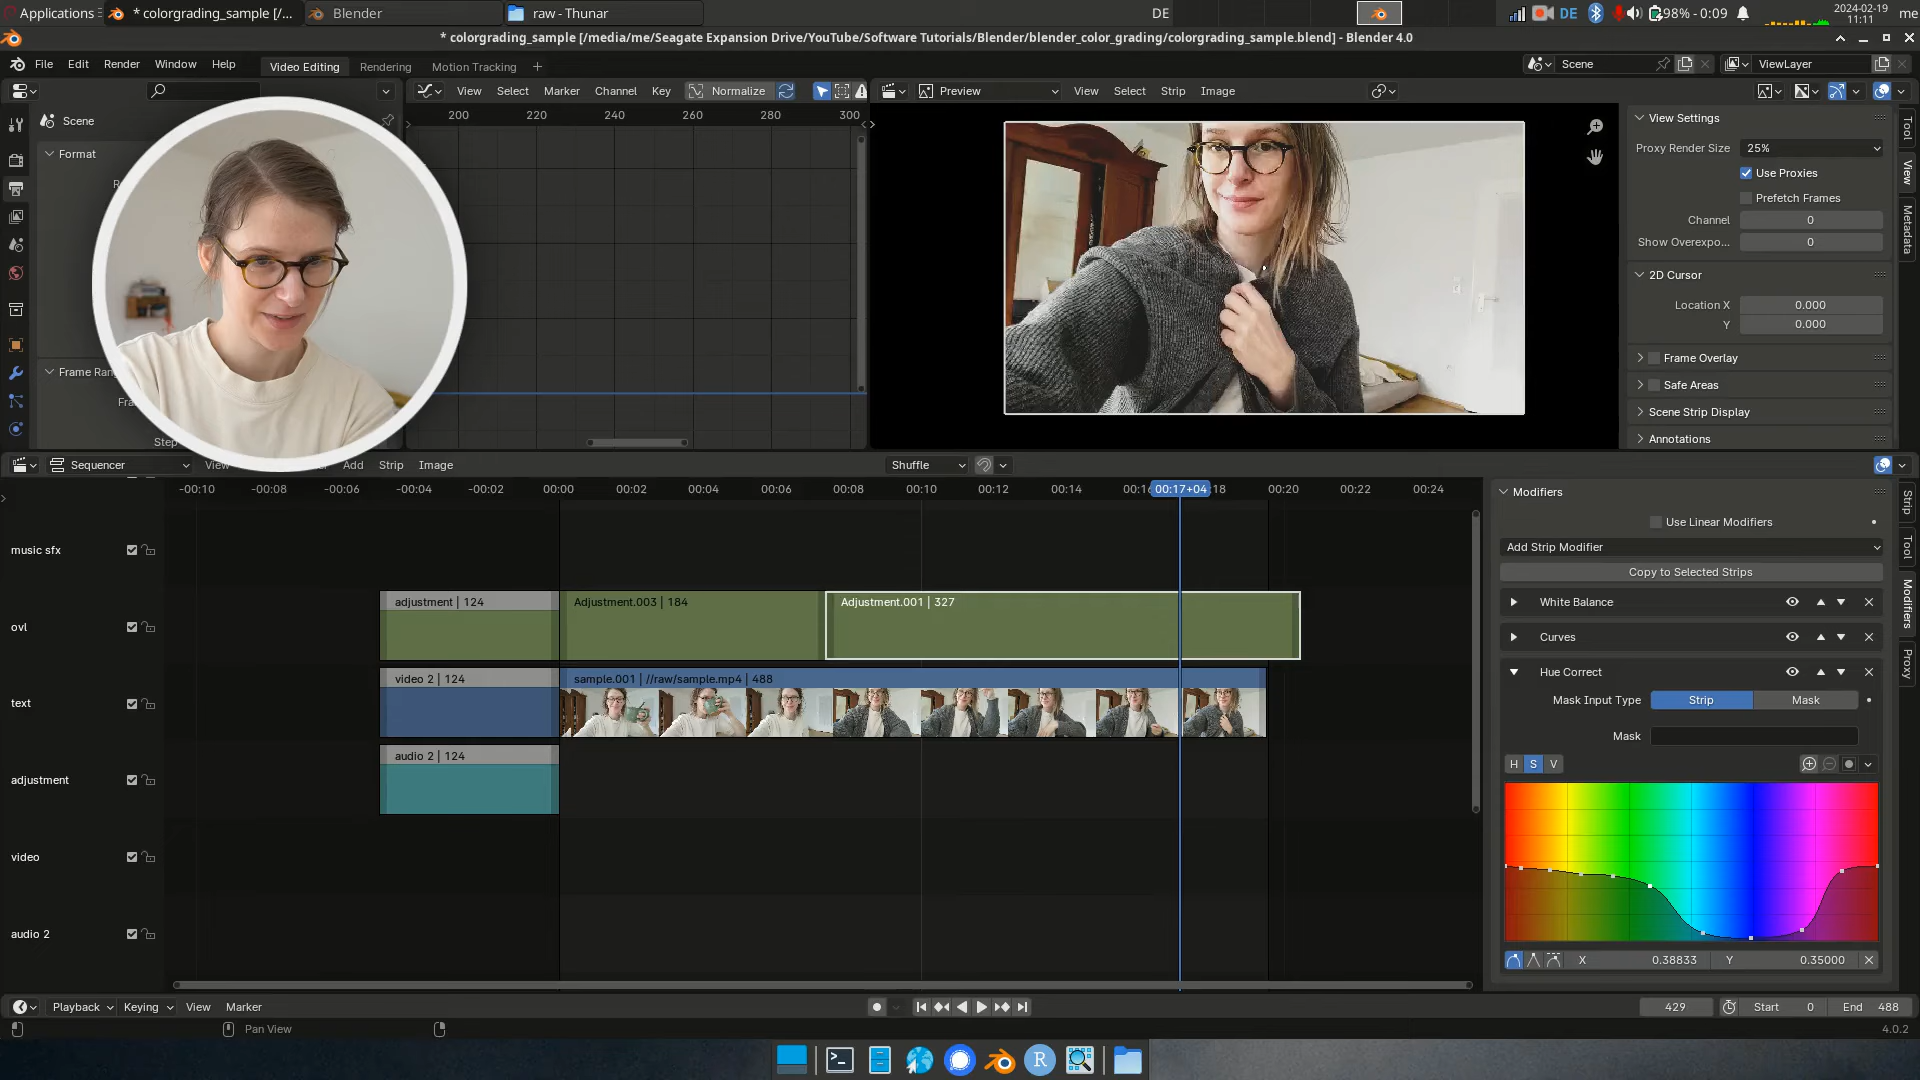 Applications
* colorgrading_sample [/...
Blender
raw - Thunar
DE
DE
98% - 0:09
2024-02-19
11:11
me
* colorgrading_sample [/media/me/Seagate Expansion Drive/YouTube/Software Tutorials/Blender/blender_color_grading/colorgrading_sample.blend] - Blender 4.0
File Edit Render Window Help
Video Editing Rendering Motion Tracking +
Scene
ViewLayer
View Select Marker Channel Key Normalize
Preview View Select Strip Image
Scene
Format
200 220 240 260 280 300
Frame Ran
Fra
Step
View Settings
Proxy Render Size 25%
Use Proxies
Prefetch Frames
Channel 0
Show Overexpo... 0
2D Cursor
Location X 0.000
Y 0.000
Frame Overlay
Safe Areas
Scene Strip Display
Annotations
Tool
View
Metadata
Sequencer Add Strip Image
Shuffle
-00:10 -00:08 -00:06 -00:04 -00:02 00:00 00:02 00:04 00:06 00:08 00:10 00:12 00:14 00:17+04 :18 00:20 00:22 00:24
music sfx
ovl
text
adjustment
video
audio 2
adjustment | 124
Adjustment.003 | 184
Adjustment.001 | 327
video 2 | 124
sample.001 | //raw/sample.mp4 | 488
audio 2 | 124
Modifiers
Use Linear Modifiers
Add Strip Modifier
Copy to Selected Strips
White Balance
Curves
Hue Correct
Mask Input Type Strip Mask
Mask
H S V
X 0.38833 Y 0.35000
Strip
Tool
Modifiers
Proxy
Playback Keying View Marker
429 Start 0 End 488
Pan View
4.0.2
R